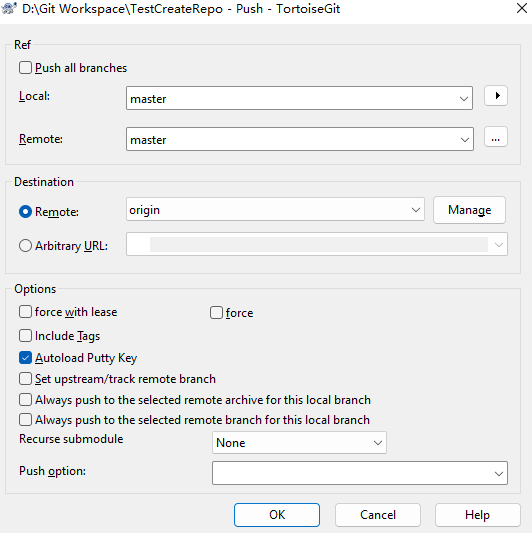 D:\Git Workspace\TestCreateRepo - Push - TortoiseGit
Ref
Push all branches
Local: master
Remote: master ...
Destination
Remote: origin Manage
Arbitrary URL:
Options
force with lease force
Include Tags
Autoload Putty Key
Set upstream/track remote branch
Always push to the selected remote archive for this local branch
Always push to the selected remote branch for this local branch
Recurse submodule None
Push option:
OK Cancel Help